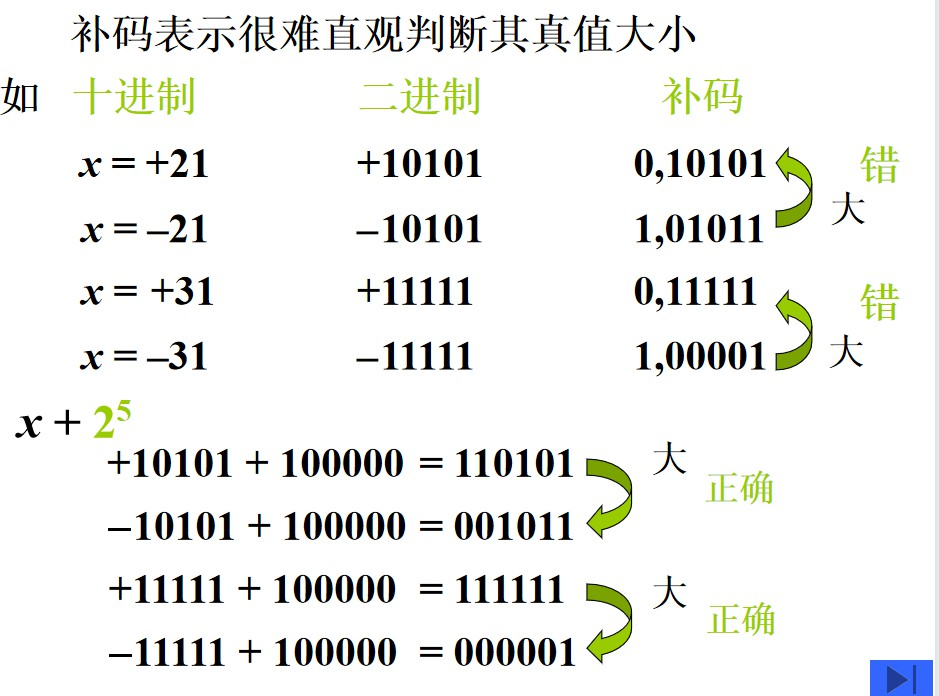 补码表示很难直观判断其真值大小
如 十进制 二进制 补码
x = +21 +10101 0,10101 错
大
x = –21 –10101 1,01011
x = +31 +11111 0,11111 错
x = –31 –11111 1,00001 大
x + 2⁵
+10101 + 100000 = 110101 大 正确
–10101 + 100000 = 001011
+11111 + 100000 = 111111 大 正确
–11111 + 100000 = 000001